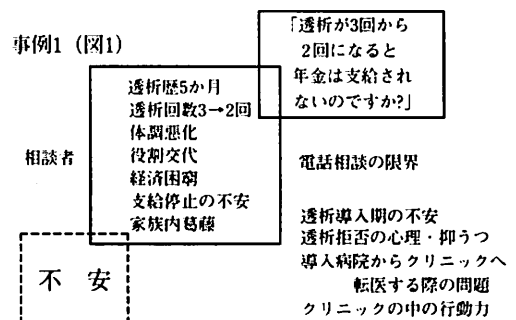 事例1（図1）
「透析が3回から
2回になると
年金は支給され
ないのですか?」
相談者
透析歴5か月
透析回数3→2回
体調悪化
役割交代
経済困窮
支給停止の不安
家族内葛藤
不安
電話相談の限界
透析導入期の不安
透析拒否の心理・抑うつ
導入病院からクリニックへ
転医する際の問題
クリニックの中の行動力